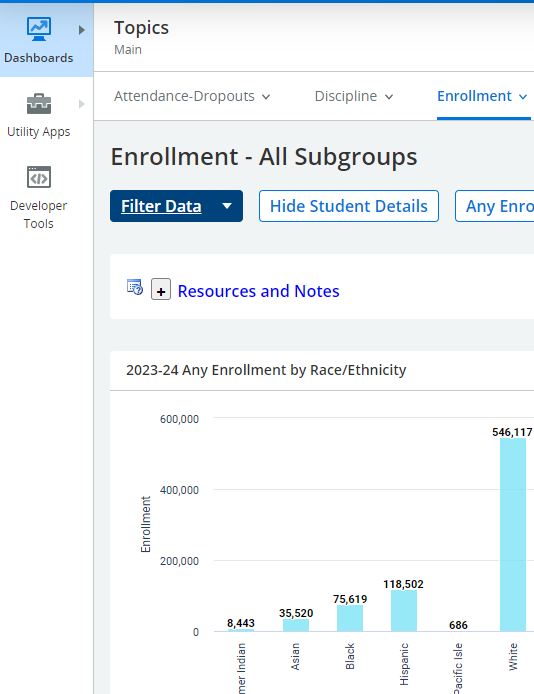 Topics
Main
Dashboards
Attendance-Dropouts
Discipline
Enrollment
Utility Apps
Developer
Tools
Enrollment - All Subgroups
Filter Data
Hide Student Details
Any Enro
+
Resources and Notes
2023-24 Any Enrollment by Race/Ethnicity
Enrollment
600,000
400,000
200,000
0
8,443
35,520
75,619
118,502
686
546,117
mer Indian
Asian
Black
Hispanic
Pacific Isle
White